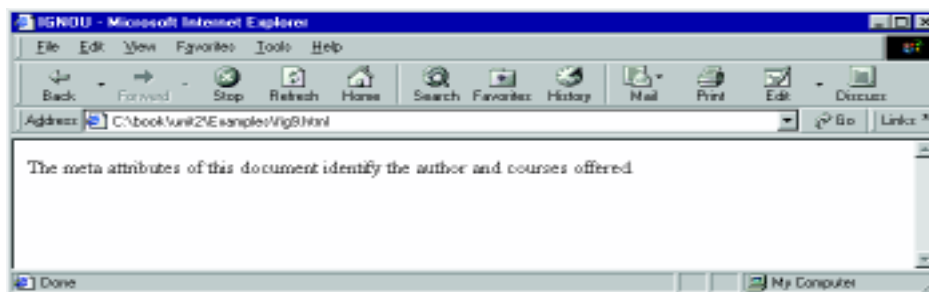 IGNOU - Microsoft Internet Explorer
File Edit View Favorites Tools Help
Back Forward Stop Refresh Home Search Favorites History Mail Print Edit Discuss
Address C:\book\unit2\Examples\fig9.html Go Links »
The meta attributes of this document identify the author and courses offered.
Done My Computer